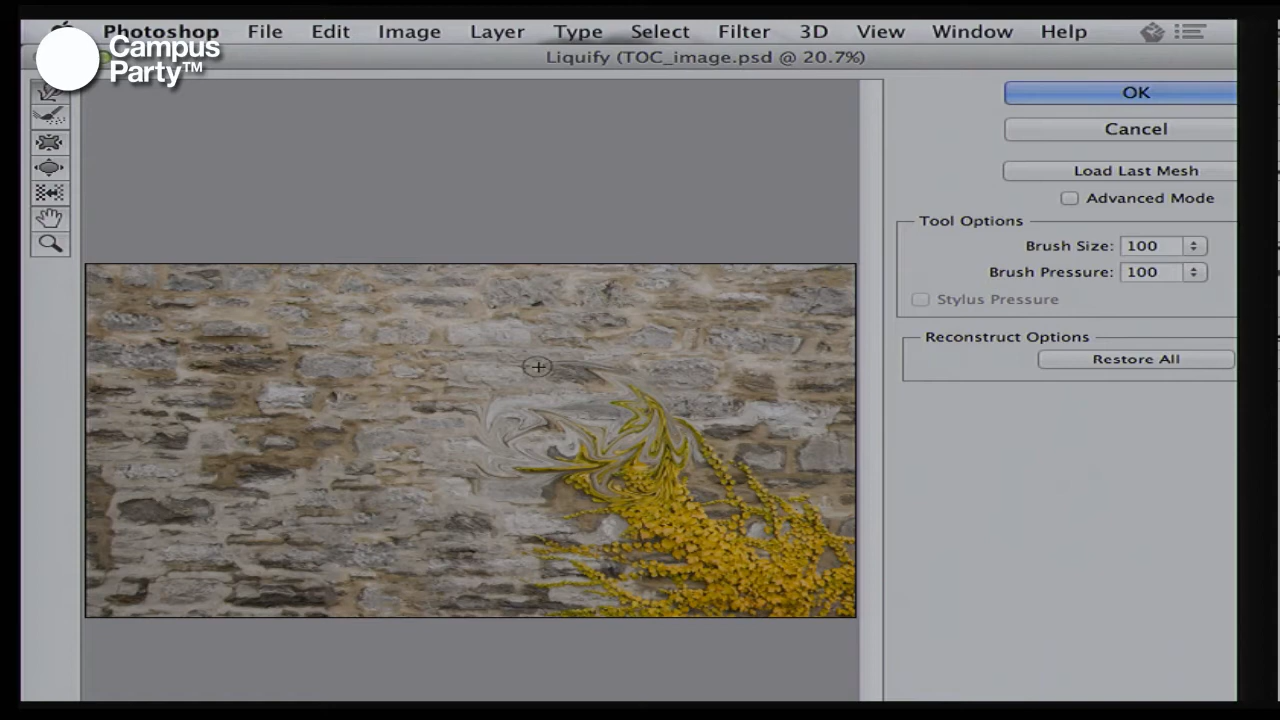 Photoshop File Edit Image Layer Type Select Filter 3D View Window Help
Campus
Party™
Liquify (TOC_image.psd @ 20.7%)
OK
Cancel
Load Last Mesh
Advanced Mode
Tool Options
Brush Size: 100
Brush Pressure: 100
Stylus Pressure
Reconstruct Options
Restore All